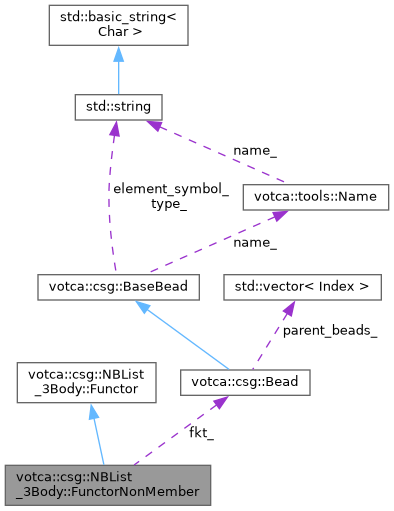 std::basic_string<
Char >
std::string
name_
element_symbol_
type_
votca::tools::Name
name_
votca::csg::BaseBead
std::vector< Index >
parent_beads_
votca::csg::NBList
_3Body::Functor
votca::csg::Bead
fkt_
votca::csg::NBList
_3Body::FunctorNonMember